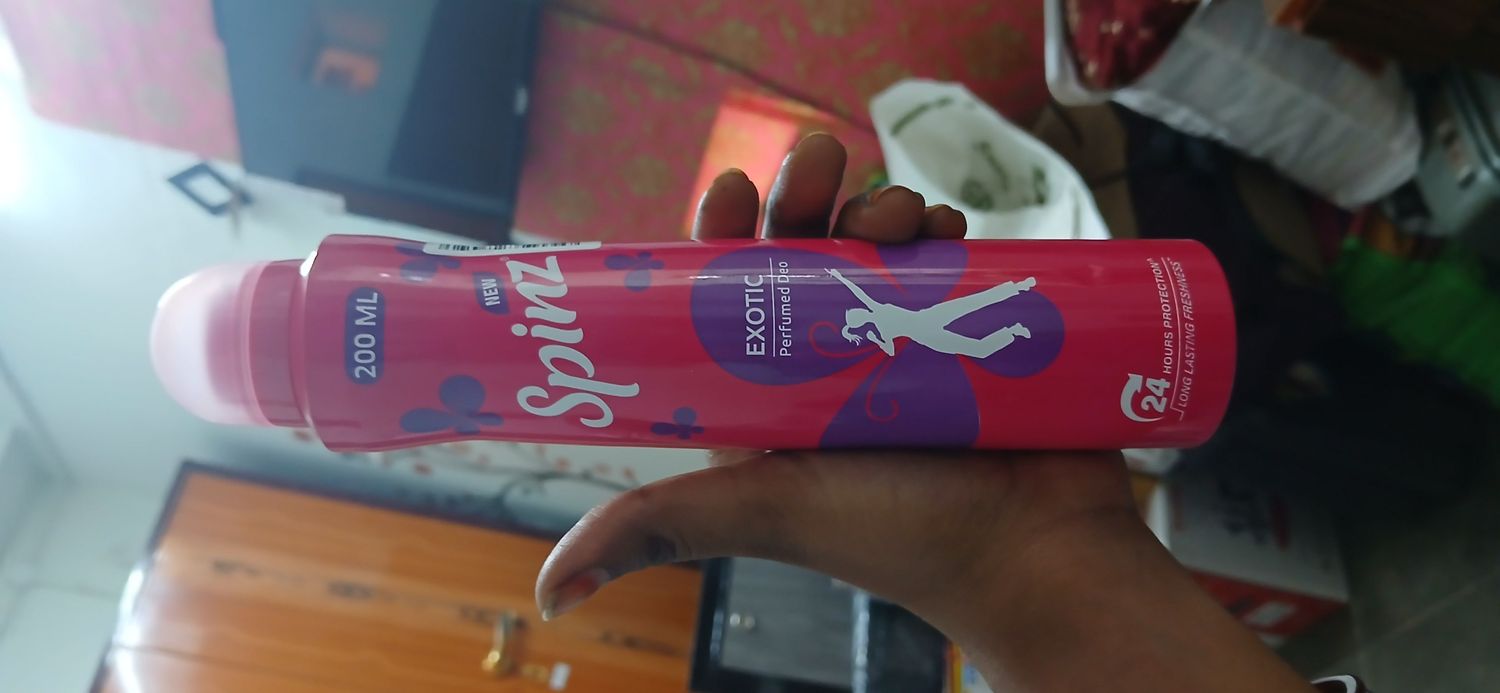 200 ML
NEW
Spinz
EXOTIC
Perfumed Deo
24 HOURS PROTECTION^
LONG LASTING FRESHNESS*